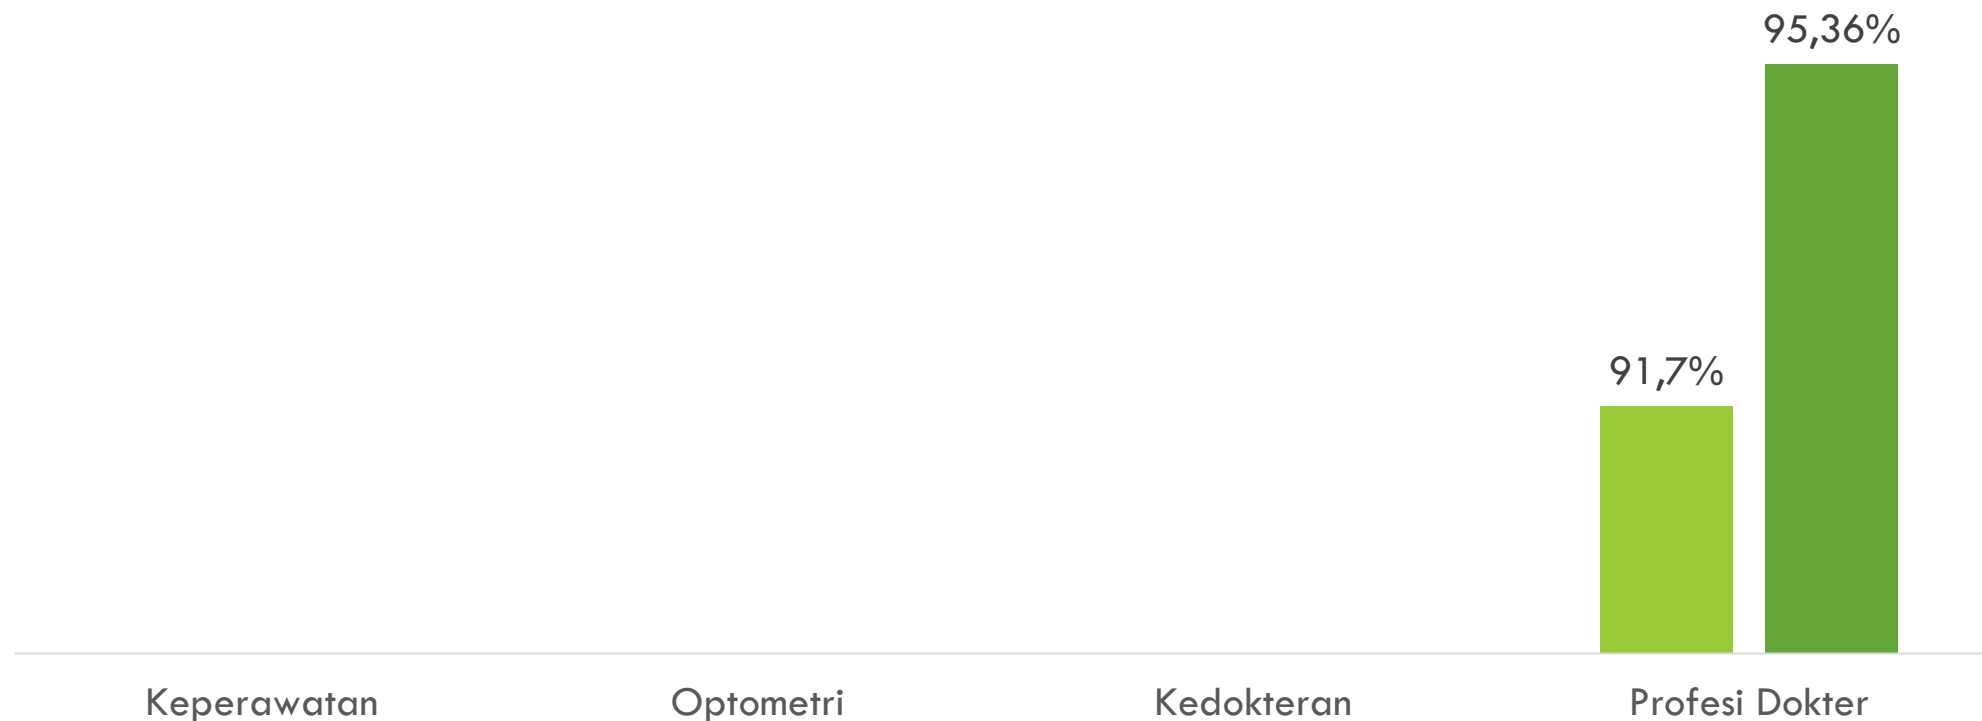 95,36%
91,7%
Keperawatan
Optometri
Kedokteran
Profesi Dokter